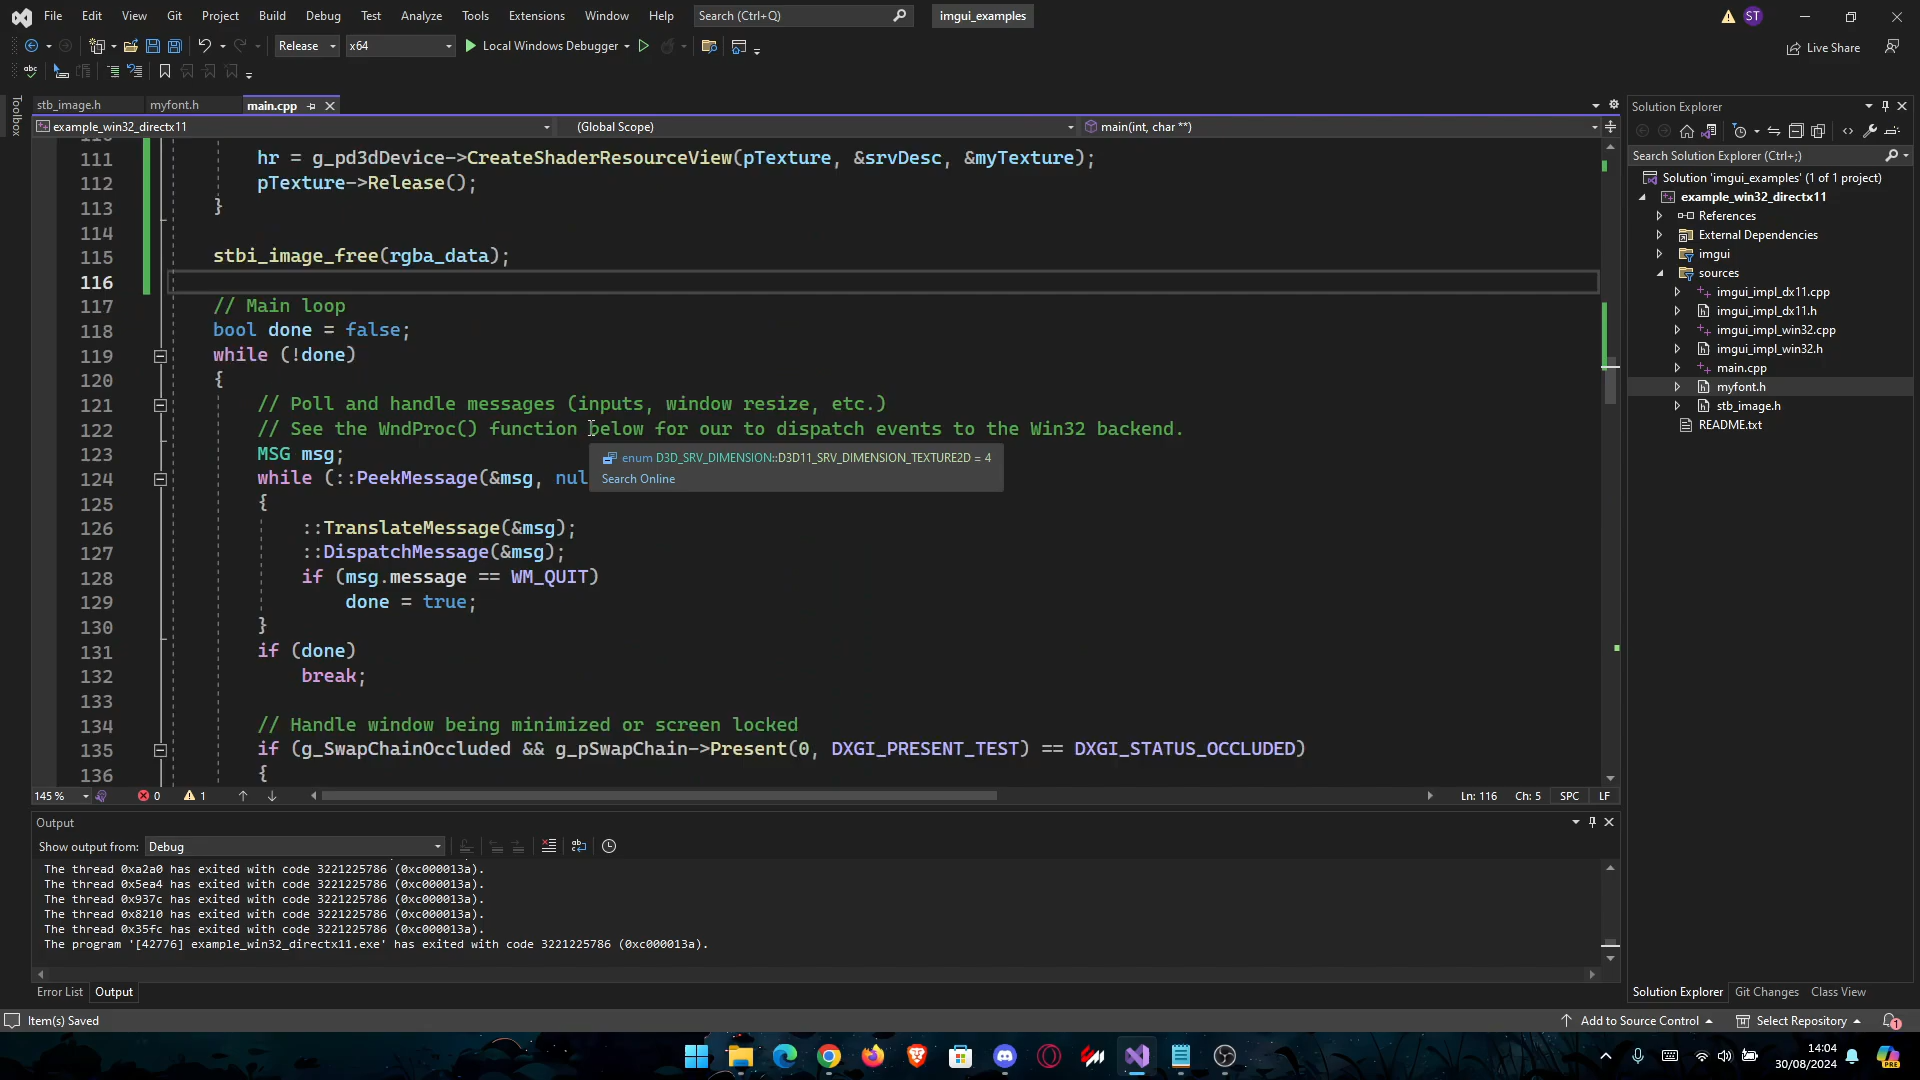 File Edit View Git Project Build Debug Test Analyze Tools Extensions Window Help Search (Ctrl+Q) imgui_examples ST
Release x64 Local Windows Debugger Live Share
abc
Toolbox
stb_image.h myfont.h main.cpp
example_win32_directx11 (Global Scope) main(int, char **)
111 hr = g_pd3dDevice->CreateShaderResourceView(pTexture, &srvDesc, &myTexture);
112 pTexture->Release();
113 }
114
115 stbi_image_free(rgba_data);
116
117 // Main loop
118 bool done = false;
119 while (!done)
120 {
121 // Poll and handle messages (inputs, window resize, etc.)
122 // See the WndProc() function below for our to dispatch events to the Win32 backend.
123 MSG msg;
enum D3D_SRV_DIMENSION::D3D11_SRV_DIMENSION_TEXTURE2D = 4
Search Online
124 while (::PeekMessage(&msg, nul
125 {
126 ::TranslateMessage(&msg);
127 ::DispatchMessage(&msg);
128 if (msg.message == WM_QUIT)
129 done = true;
130 }
131 if (done)
132 break;
133
134 // Handle window being minimized or screen locked
135 if (g_SwapChainOccluded && g_pSwapChain->Present(0, DXGI_PRESENT_TEST) == DXGI_STATUS_OCCLUDED)
136 {
145 % 0 1 Ln: 116 Ch: 5 SPC LF
Output
Show output from: Debug
The thread 0xa2a0 has exited with code 3221225786 (0xc000013a).
The thread 0x5ea4 has exited with code 3221225786 (0xc000013a).
The thread 0x937c has exited with code 3221225786 (0xc000013a).
The thread 0x8210 has exited with code 3221225786 (0xc000013a).
The thread 0x35fc has exited with code 3221225786 (0xc000013a).
The program '[42776] example_win32_directx11.exe' has exited with code 3221225786 (0xc000013a).
Error List Output
Solution Explorer
Search Solution Explorer (Ctrl+;)
Solution 'imgui_examples' (1 of 1 project)
example_win32_directx11
References
External Dependencies
imgui
sources
imgui_impl_dx11.cpp
imgui_impl_dx11.h
imgui_impl_win32.cpp
imgui_impl_win32.h
main.cpp
myfont.h
stb_image.h
README.txt
Solution Explorer Git Changes Class View
Item(s) Saved Add to Source Control Select Repository 1
14:04
30/08/2024
PRE